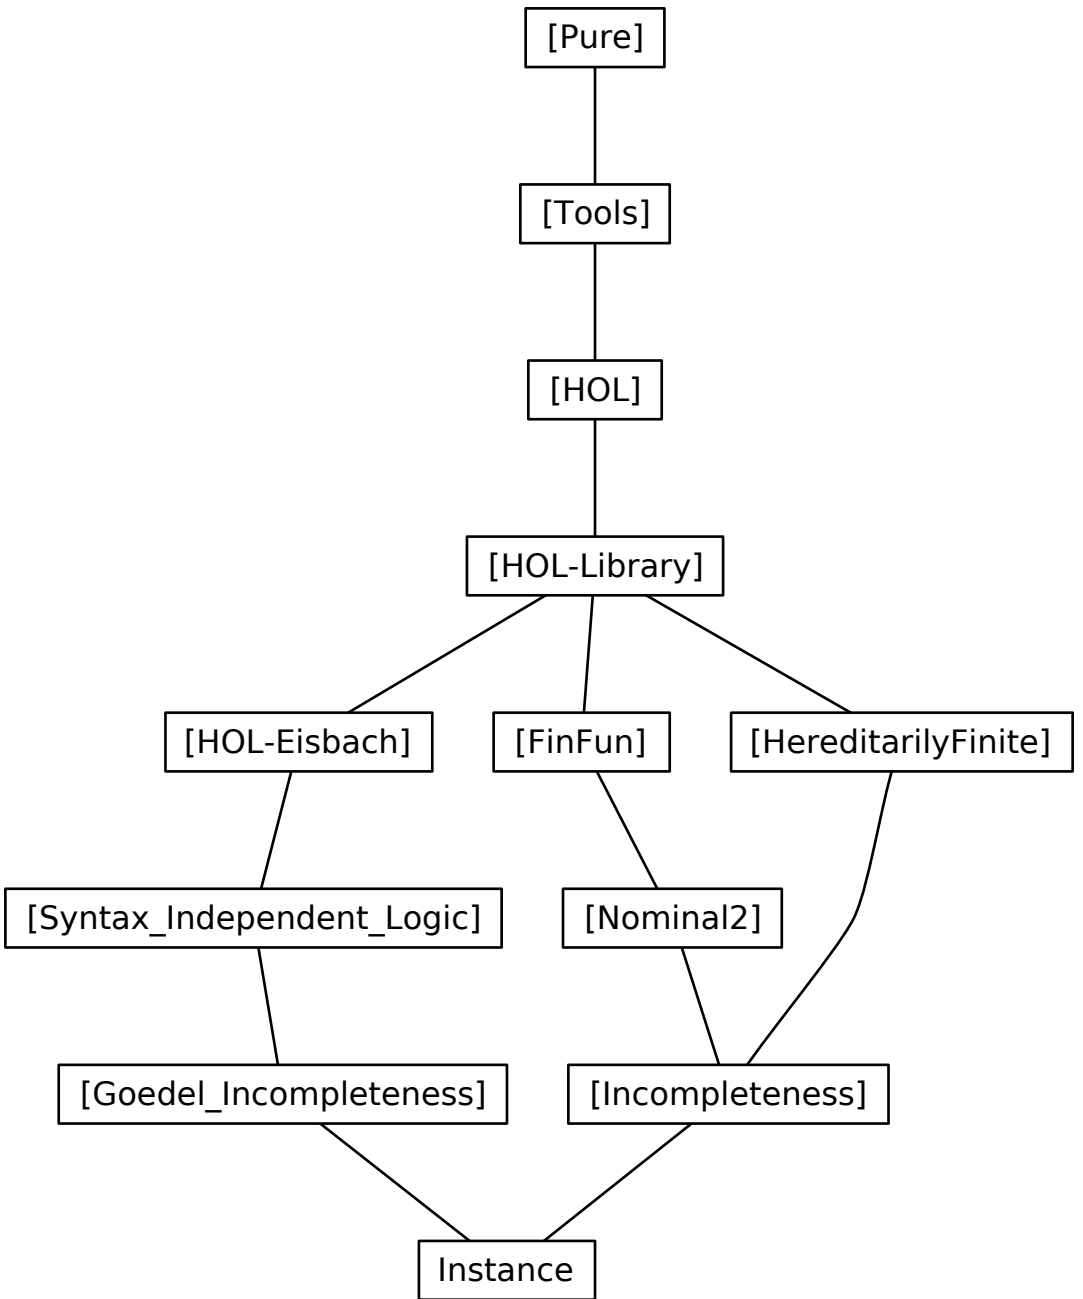 [Pure]
[Tools]
[HOL]
[HOL-Library]
[HOL-Eisbach]
[FinFun]
[HereditarilyFinite]
[Syntax_Independent_Logic]
[Nominal2]
[Goedel_Incompleteness]
[Incompleteness]
Instance